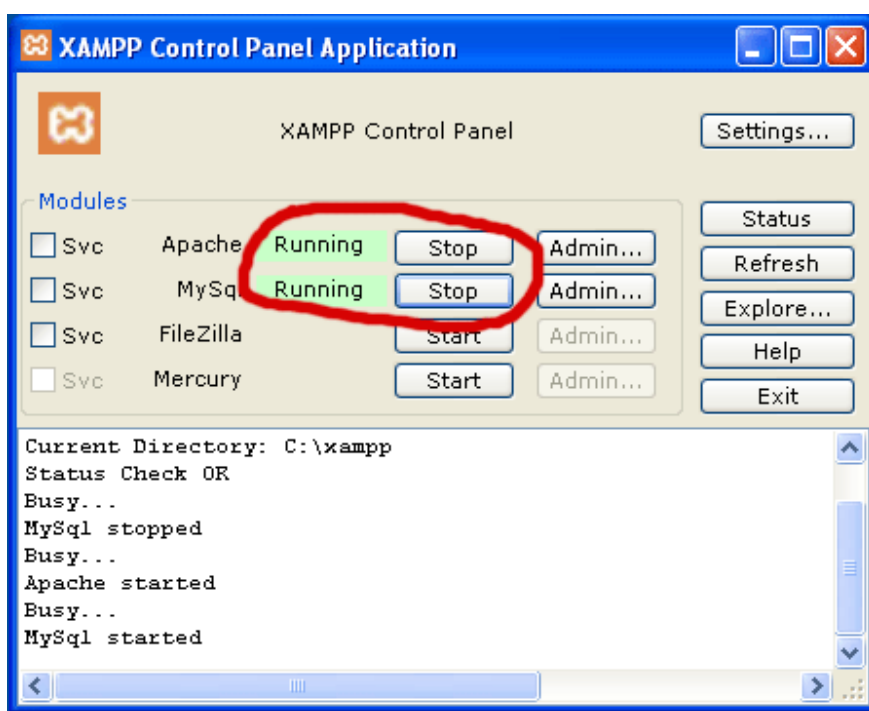 XAMPP Control Panel Application
XAMPP Control Panel
Settings...
Modules
Svc Apache Running Stop Admin...
Svc MySql Running Stop Admin...
Svc FileZilla Start Admin...
Svc Mercury Start Admin...
Status
Refresh
Explore...
Help
Exit
Current Directory: C:\xampp
Status Check OK
Busy...
MySql stopped
Busy...
Apache started
Busy...
MySql started